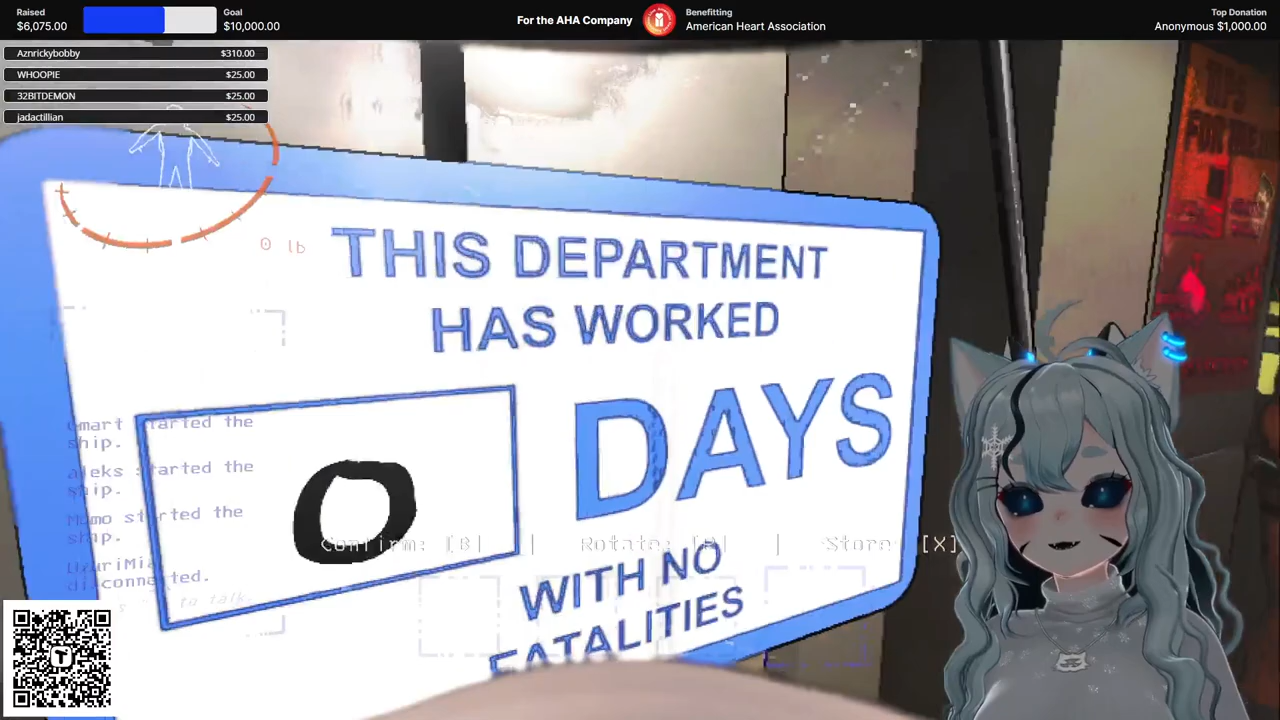 Raised
$6,075.00
Goal
$10,000.00
For the AHA Company
Benefitting
American Heart Association
Top Donation
Anonymous $1,000.00
Aznrickybobby $310.00
WHOOPIE $25.00
32BITDEMON $25.00
jadactillian $25.00
0 lb
THIS DEPARTMENT
HAS WORKED
0 DAYS
WITH NO
FATALITIES
started the
ship.
aleks started the
ship.
Momo started the
ship.
disconnected.
to talk.
Confirm: [B] | Rotate: [R] | Store [X]
TIPS